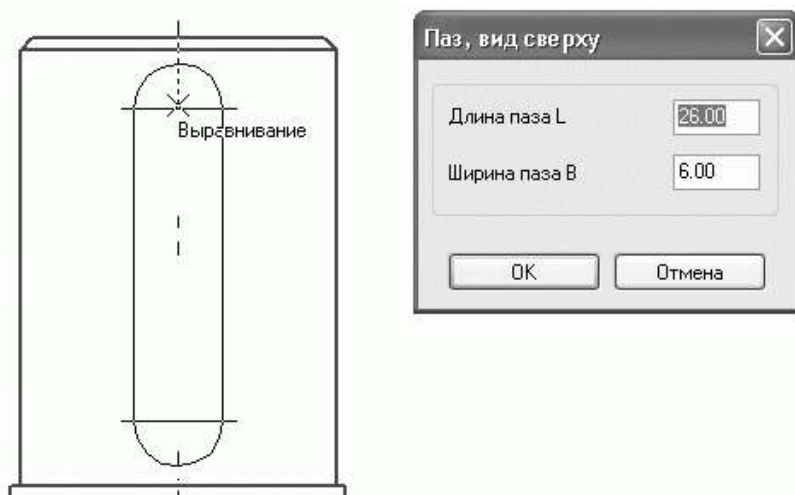 Паз, вид сверху
Длина паза L 26.00
Выравнивание
Ширина паза B 6.00
OK Отмена